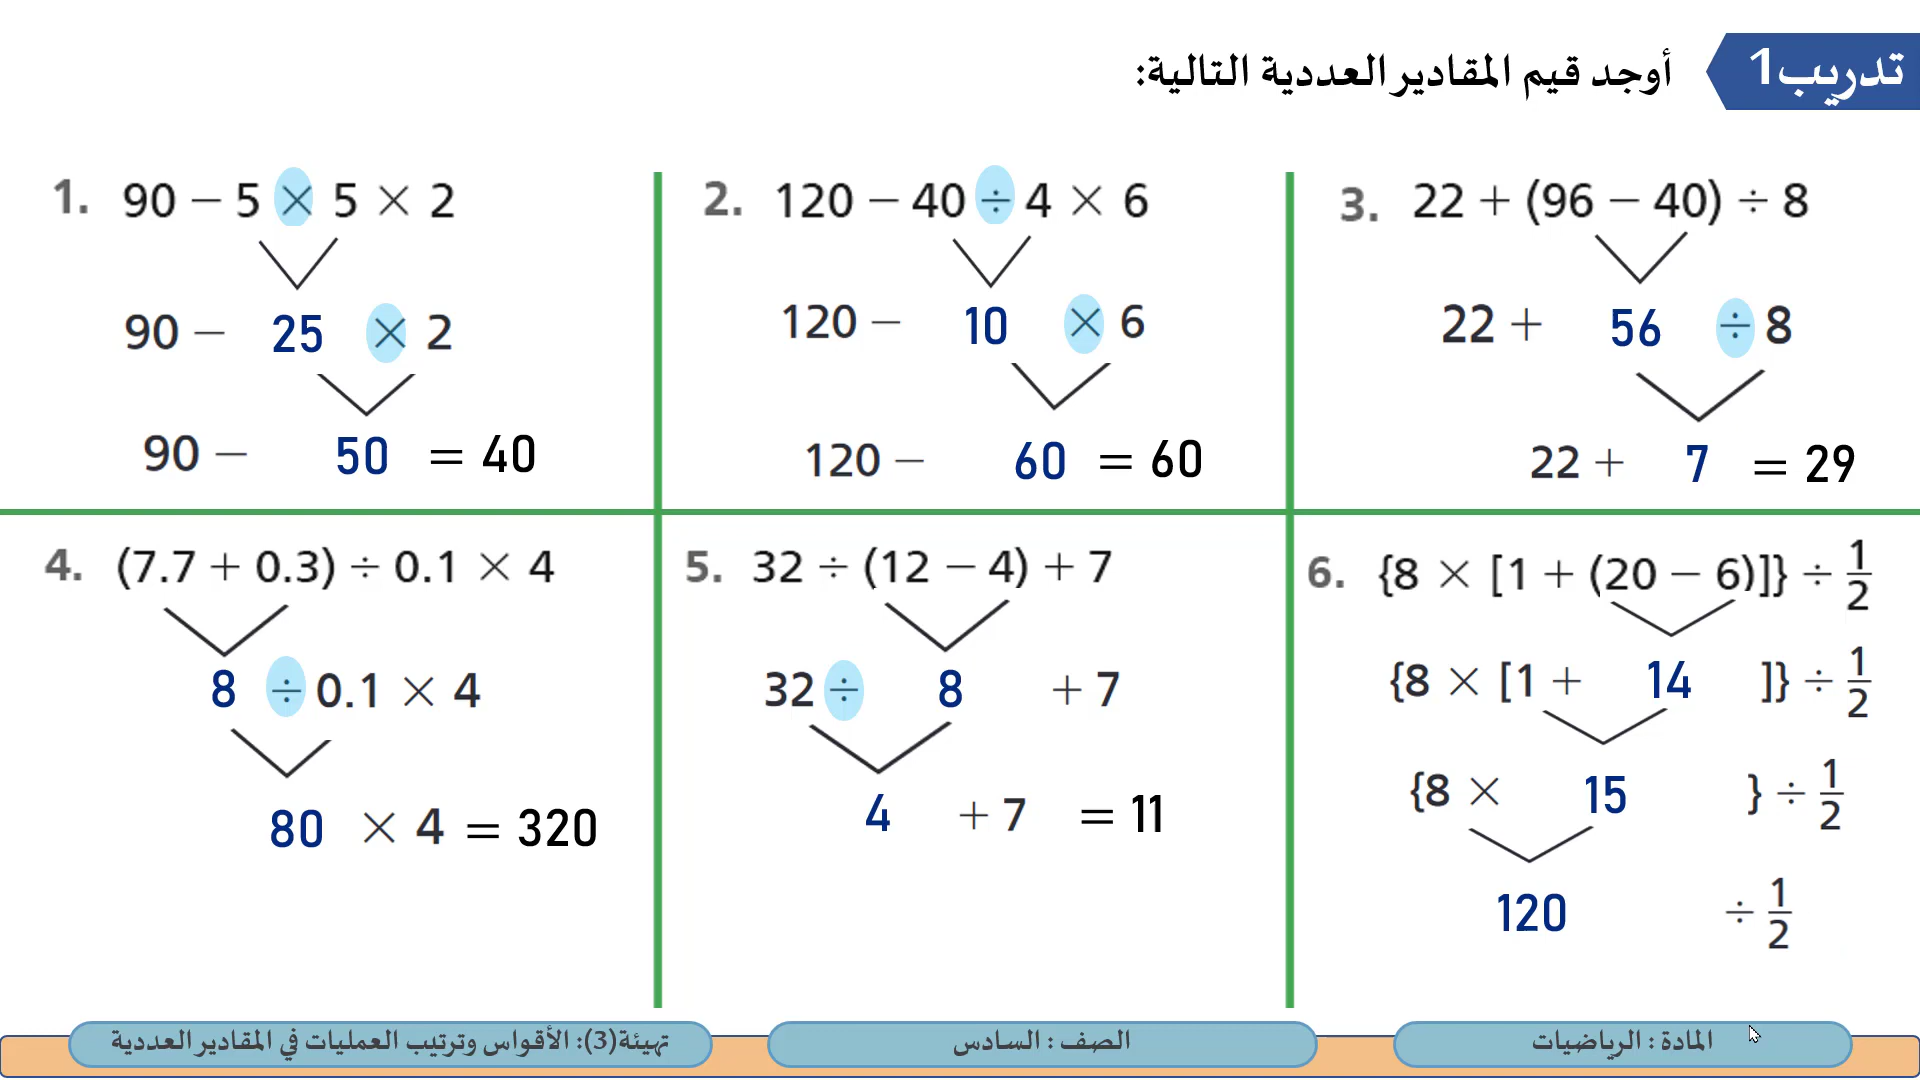 تدريب1
أوجد قيم المقادير العددية التالية:
1. 90 − 5 × 5 × 2
90 − 25 × 2
90 − 50 = 40
2. 120 − 40 ÷ 4 × 6
120 − 10 × 6
120 − 60 = 60
3. 22 + (96 − 40) ÷ 8
22 + 56 ÷ 8
22 + 7 = 29
4. (7.7 + 0.3) ÷ 0.1 × 4
8 ÷ 0.1 × 4
80 × 4 = 320
5. 32 ÷ (12 − 4) + 7
32 ÷ 8 + 7
4 + 7 = 11
6. {8 × [1 + (20 − 6)]} ÷ 1/2
{8 × [1 + 14 ]} ÷ 1/2
{8 × 15 } ÷ 1/2
120 ÷ 1/2
المادة : الرياضيات
الصف : السادس
تهيئة(3): الأقواس وترتيب العمليات في المقادير العددية